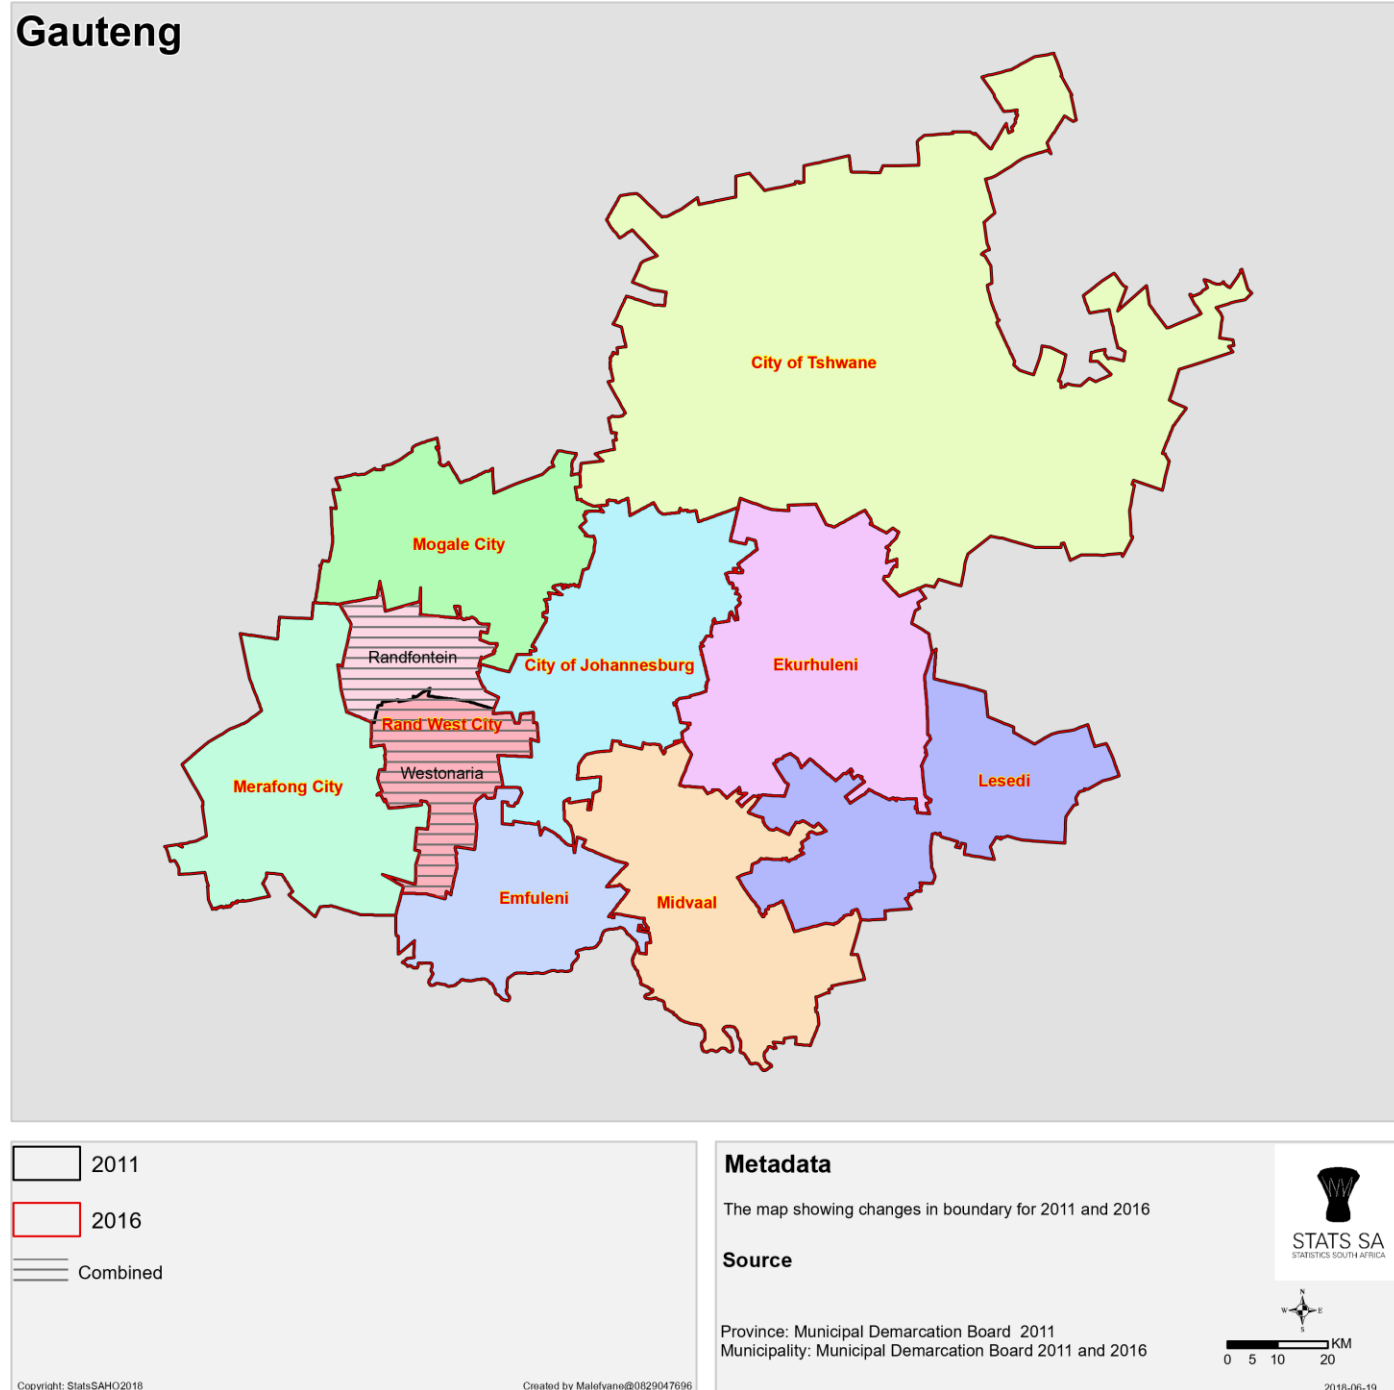 Gauteng
City of Tshwane
Mogale City
Randfontein
City of Johannesburg
Ekurhuleni
Rand West City
Westonaria
Merafong City
Lesedi
Emfuleni
Midvaal
2011
2016
Combined
Copyright: StatsSAHO2018
Created by Malefyane@0829047696
Metadata
The map showing changes in boundary for 2011 and 2016
Source
Province: Municipal Demarcation Board 2011
Municipality: Municipal Demarcation Board 2011 and 2016
STATS SA
STATISTICS SOUTH AFRICA
N
W E
S
KM
0 5 10 20
2018-06-19